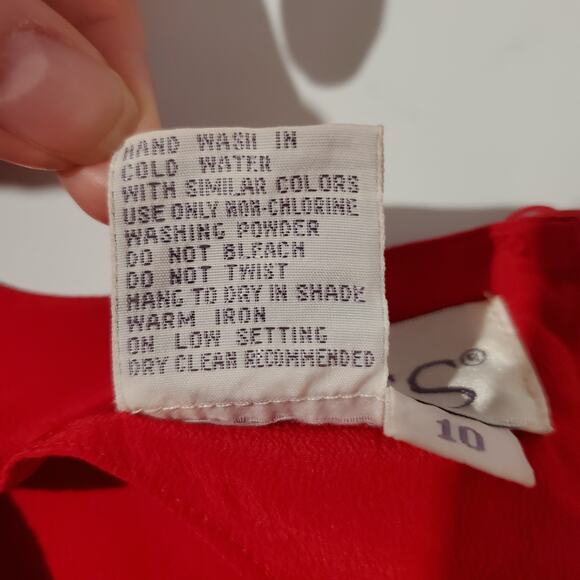 HAND WASH IN
COLD WATER
WITH SIMILAR COLORS
USE ONLY NON-CHLORINE
WASHING POWDER
DO NOT BLEACH
DO NOT TWIST
HANG TO DRY IN SHADE
WARM IRON
ON LOW SETTING
DRY CLEAN RECOMMENDED
S®
10